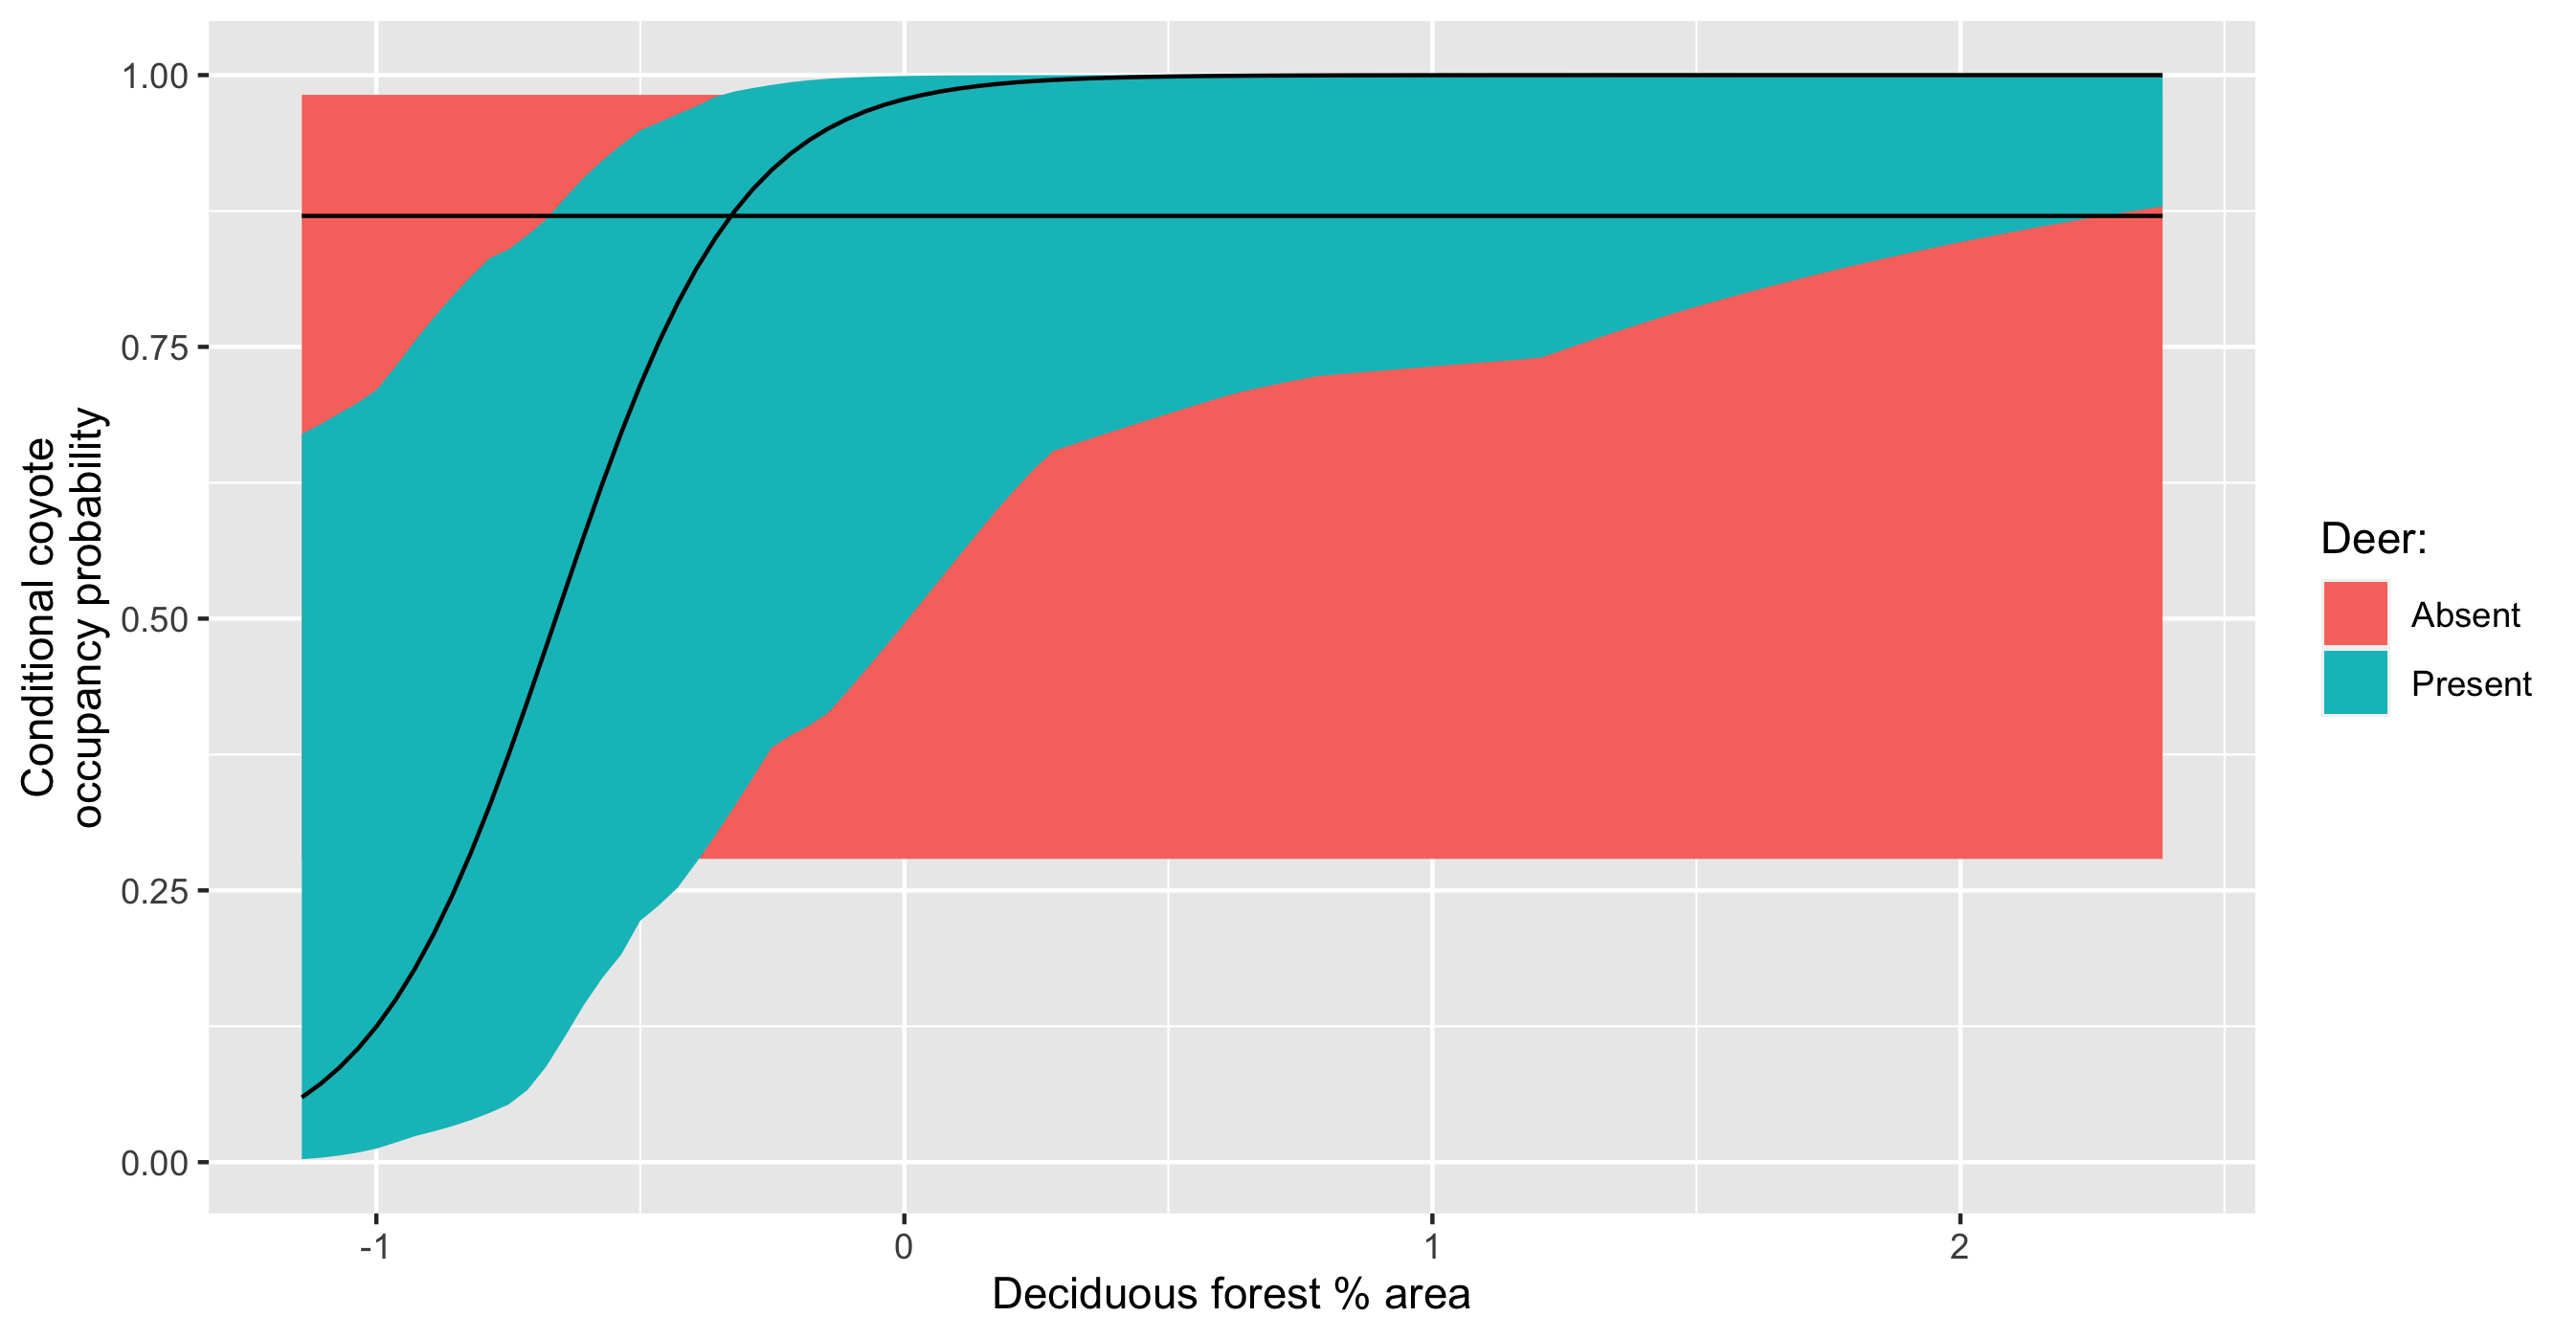 Conditional coyote
occupancy probability
1.00
0.75
0.50
0.25
0.00
-1
0
1
2
Deciduous forest % area
Deer:
Absent
Present